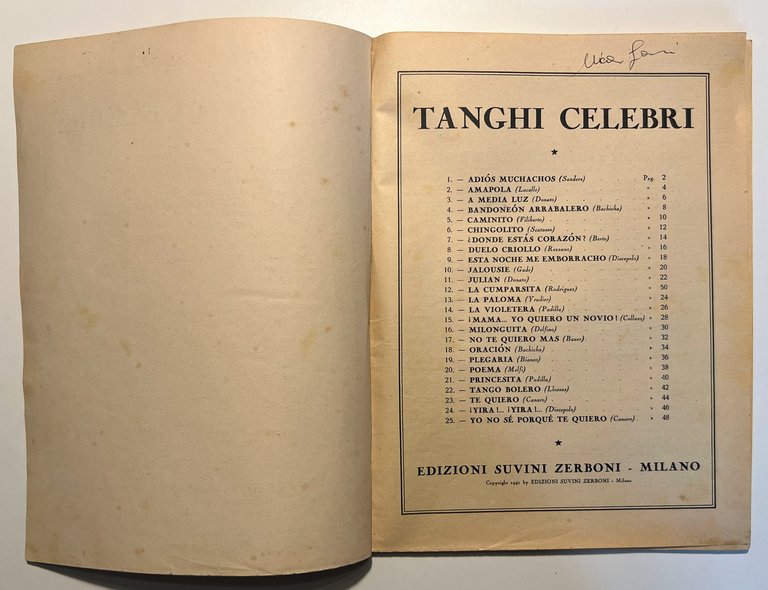 TANGHI CELEBRI
1. — ADIÓS MUCHACHOS (Sanders) Pag. 2
2. — AMAPOLA (Lacalle) » 4
3. — A MEDIA LUZ (Donato) » 6
4. — BANDONEÓN ARRABALERO (Bachicha) » 8
5. — CAMINITO (Filiberto) » 10
6. — CHINGOLITO (Scatasso) » 12
7. — ¿DONDE ESTÁS CORAZÓN? (Berto) » 14
8. — DUELO CRIOLLO (Rezzano) » 16
9. — ESTA NOCHE ME EMBORRACHO (Discepolo) » 18
10. — JALOUSIE (Gade) » 20
11. — JULIAN (Donato) » 22
12. — LA CUMPARSITA (Rodriguez) » 50
13. — LA PALOMA (Yradier) » 24
14. — LA VIOLETERA (Padilla) » 26
15. — ¡MAMA... YO QUIERO UN NOVIO! (Collazo) » 28
16. — MILONGUITA (Delfino) » 30
17. — NO TE QUIERO MAS (Bauer) » 32
18. — ORACIÓN (Bachicha) » 34
19. — PLEGARIA (Bianco) » 36
20. — POEMA (Melfi) » 38
21. — PRINCESITA (Padilla) » 40
22. — TANGO BOLERO (Llossas) » 42
23. — TE QUIERO (Canaro) » 44
24. — ¡YIRA!... ¡YIRA!... (Discepolo) » 46
25. — YO NO SÉ PORQUÉ TE QUIERO (Canaro) » 48
EDIZIONI SUVINI ZERBONI - MILANO
Copyright 1941 by EDIZIONI SUVINI ZERBONI - Milano